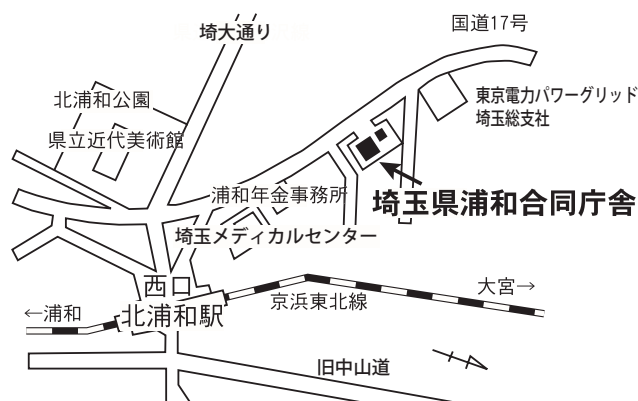 国道17号
埼大通り
東京電力パワーグリッド
埼玉総支社
北浦和公園
県立近代美術館
浦和年金事務所
埼玉県浦和合同庁舎
埼玉メディカルセンター
西口
大宮→
京浜東北線
←浦和
北浦和駅
旧中山道